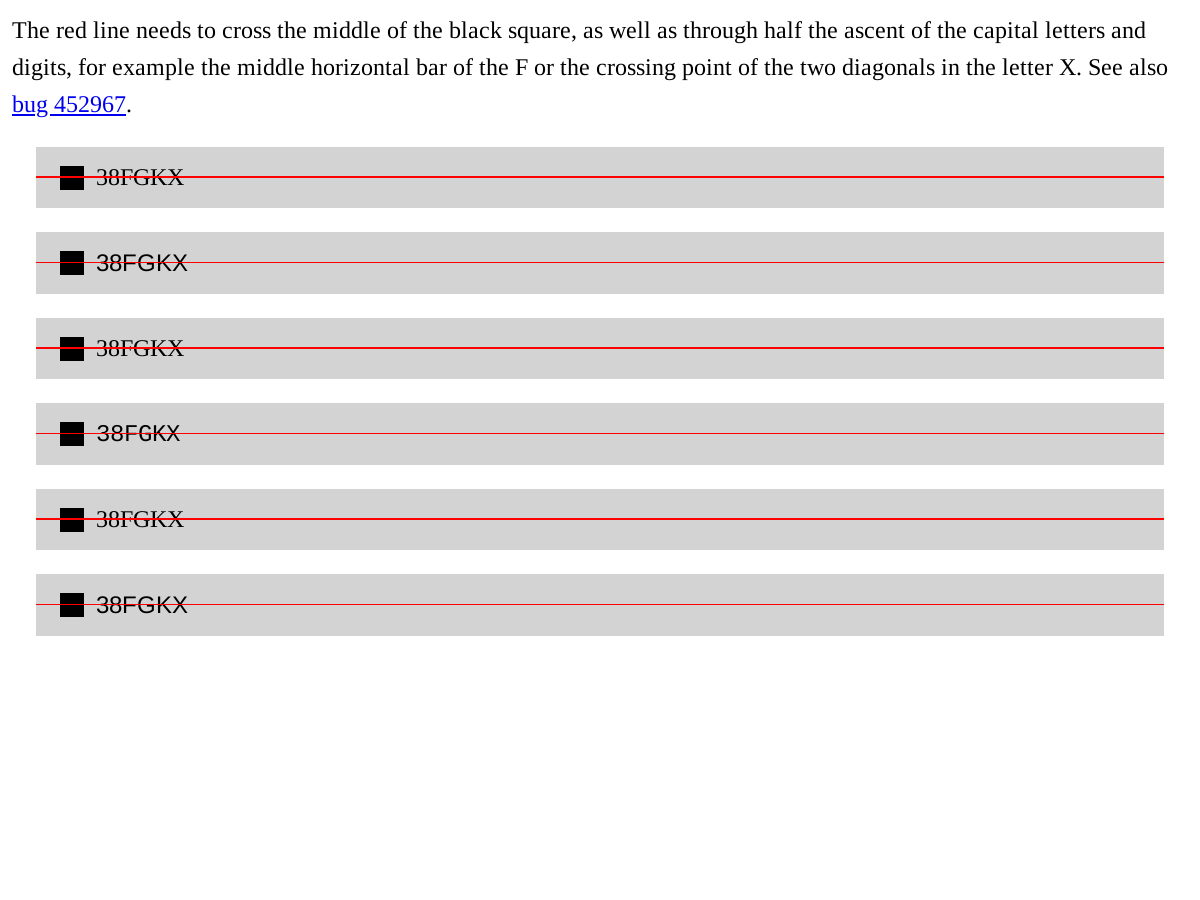 The red line needs to cross the middle of the black square, as well as through half the ascent of the capital letters and
digits, for example the middle horizontal bar of the F or the crossing point of the two diagonals in the letter X. See also
bug 452967.
38FGKX
38FGKX
38FGKX
38FGKX
38FGKX
38FGKX